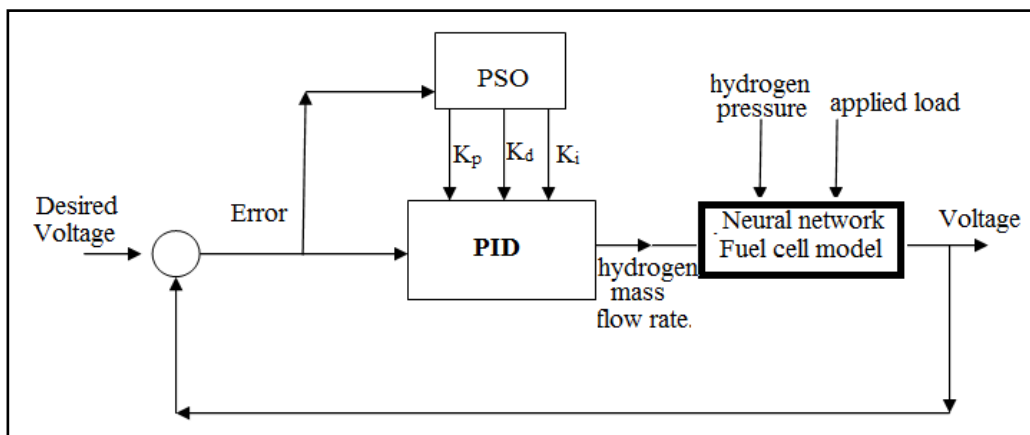 PSO
hydrogen
pressure
applied load
Kp
Kd
Ki
Desired
Voltage
Error
PID
Neural network
Fuel cell model
Voltage
hydrogen
mass
flow rate.